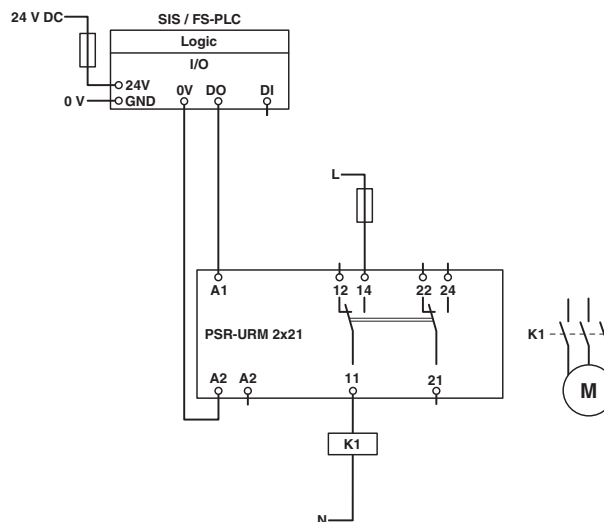 24 V DC
SIS / FS-PLC
Logic
I/O
24V
0V DO DI
0 V GND
L
A1 12 14 22 24
PSR-URM 2x21
K1
M
A2 A2 11 21
K1
N